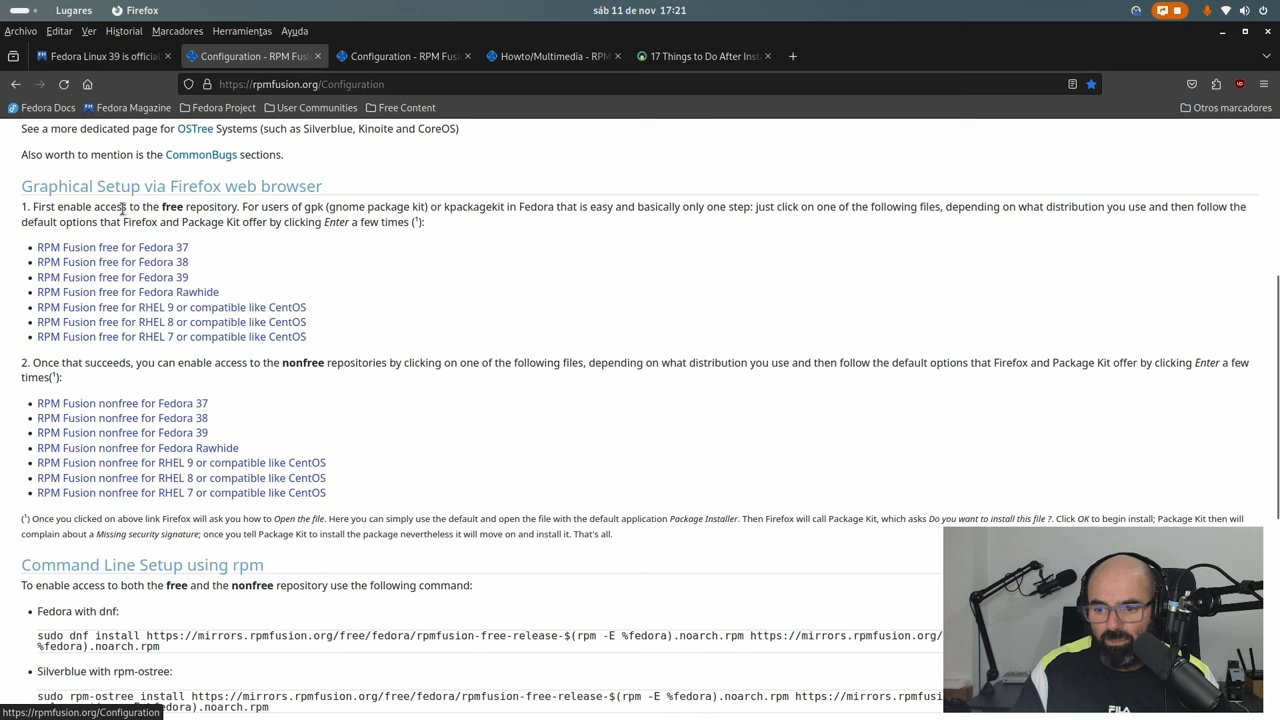 Lugares
Firefox
sáb 11 de nov 17:21
Archivo Editar Ver Historial Marcadores Herramientas Ayuda
Fedora Linux 39 is officia
Configuration - RPM Fusi
Configuration - RPM Fusi
Howto/Multimedia - RPM
17 Things to Do After Inst
https://rpmfusion.org/Configuration
Fedora Docs Fedora Magazine Fedora Project User Communities Free Content Otros marcadores
See a more dedicated page for OSTree Systems (such as Silverblue, Kinoite and CoreOS)
Also worth to mention is the CommonBugs sections.
Graphical Setup via Firefox web browser
1. First enable access to the free repository. For users of gpk (gnome package kit) or kpackagekit in Fedora that is easy and basically only one step: just click on one of the following files, depending on what distribution you use and then follow the
default options that Firefox and Package Kit offer by clicking Enter a few times (¹):
• RPM Fusion free for Fedora 37
• RPM Fusion free for Fedora 38
• RPM Fusion free for Fedora 39
• RPM Fusion free for Fedora Rawhide
• RPM Fusion free for RHEL 9 or compatible like CentOS
• RPM Fusion free for RHEL 8 or compatible like CentOS
• RPM Fusion free for RHEL 7 or compatible like CentOS
2. Once that succeeds, you can enable access to the nonfree repositories by clicking on one of the following files, depending on what distribution you use and then follow the default options that Firefox and Package Kit offer by clicking Enter a few
times(¹):
• RPM Fusion nonfree for Fedora 37
• RPM Fusion nonfree for Fedora 38
• RPM Fusion nonfree for Fedora 39
• RPM Fusion nonfree for Fedora Rawhide
• RPM Fusion nonfree for RHEL 9 or compatible like CentOS
• RPM Fusion nonfree for RHEL 8 or compatible like CentOS
• RPM Fusion nonfree for RHEL 7 or compatible like CentOS
(¹) Once you clicked on above link Firefox will ask you how to Open the file. Here you can simply use the default and open the file with the default application Package Installer. Then Firefox will call Package Kit, which asks Do you want to install this file ?. Click OK to begin install; Package Kit then will
complain about a Missing security signature; once you tell Package Kit to install the package nevertheless it will move on and install it. That's all.
Command Line Setup using rpm
To enable access to both the free and the nonfree repository use the following command:
• Fedora with dnf:
sudo dnf install https://mirrors.rpmfusion.org/free/fedora/rpmfusion-free-release-$(rpm -E %fedora).noarch.rpm https://mirrors.rpmfusion.org/
%fedora).noarch.rpm
• Silverblue with rpm-ostree:
sudo rpm-ostree install https://mirrors.rpmfusion.org/free/fedora/rpmfusion-free-release-$(rpm -E %fedora).noarch.rpm https://mirrors.rpmfusion
fedora).noarch.rpm
https://rpmfusion.org/Configuration
FILA